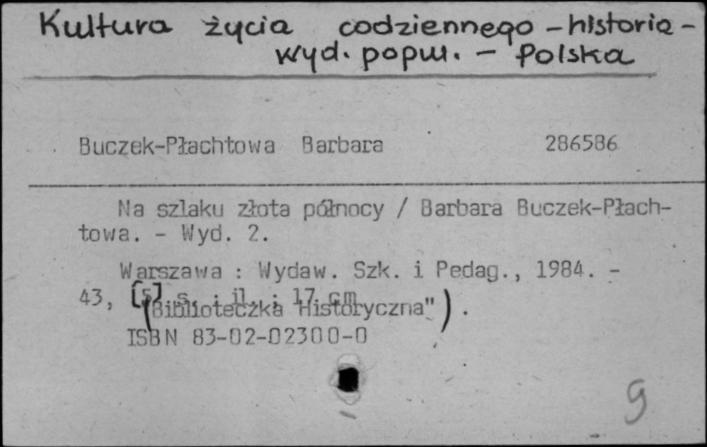 Kultura życia codziennego - historia -
wyd. popul. - Polska
Buczek-Płachtowa Barbara 286586
Na szlaku złota północy / Barbara Buczek-Płach-
towa. - Wyd. 2.
Warszawa : Wydaw. Szk. i Pedag., 1984. -
43, [5] s. : il. ; 17 cm
("Biblioteczka Historyczna").
ISBN 83-02-02300-0
9